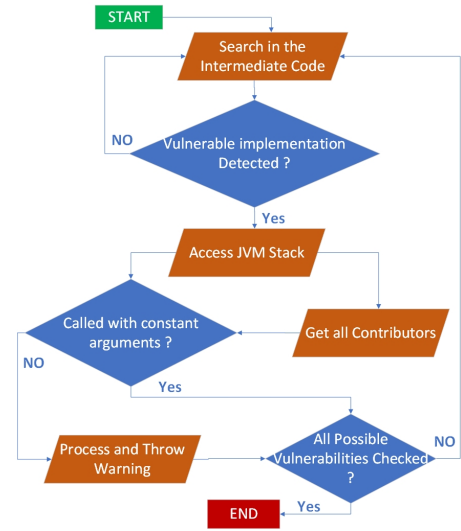 START
Search in the
Intermediate Code
NO
Vulnerable implementation
Detected ?
Yes
Access JVM Stack
Called with constant
arguments ?
Get all Contributors
NO
Yes
Process and Throw
Warning
All Possible
Vulnerabilities Checked
?
NO
Yes
END